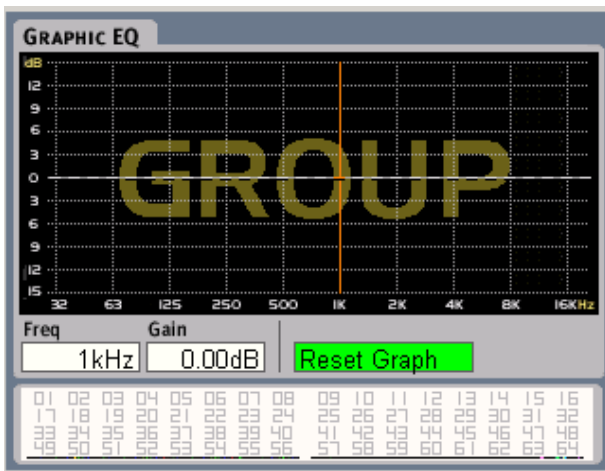 GRAPHIC EQ
dB
12
9
6
3
0
3
6
9
12
15
GROUP
32 63 125 250 500 1K 2K 4K 8K 16KHz
Freq Gain
1kHz 0.00dB Reset Graph
01 02 03 04 05 06 07 08 09 10 11 12 13 14 15 16
17 18 19 20 21 22 23 24 25 26 27 28 29 30 31 32
33 34 35 36 37 38 39 40 41 42 43 44 45 46 47 48
49 50 51 52 53 54 55 56 57 58 59 60 61 62 63 64